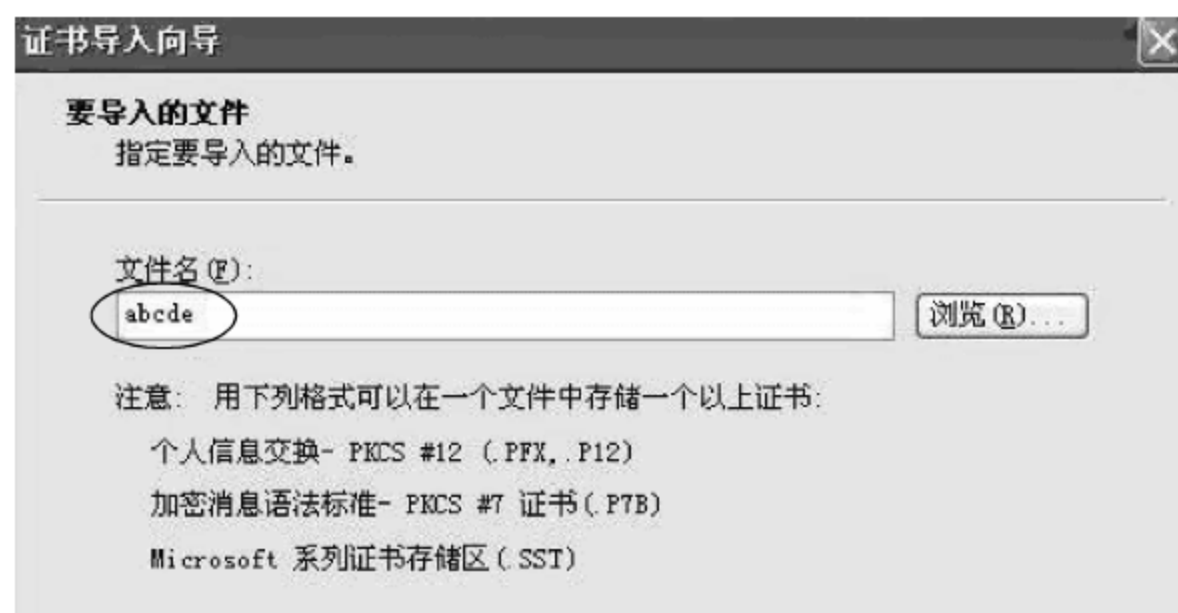 证书导入向导
要导入的文件
指定要导入的文件。
文件名(F):
abcde
浏览(R)...
注意: 用下列格式可以在一个文件中存储一个以上证书:
个人信息交换- PKCS #12 (.PFX,.P12)
加密消息语法标准- PKCS #7 证书(.P7B)
Microsoft 系列证书存储区(.SST)